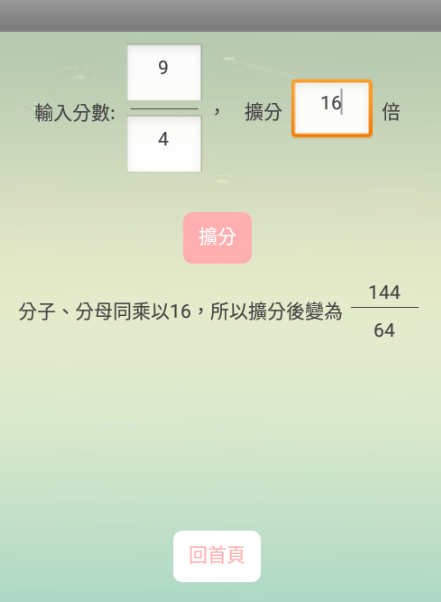 9
輸入分數: , 擴分 16 倍
4
擴分
144
分子、分母同乘以16,所以擴分後變為
64
回首頁